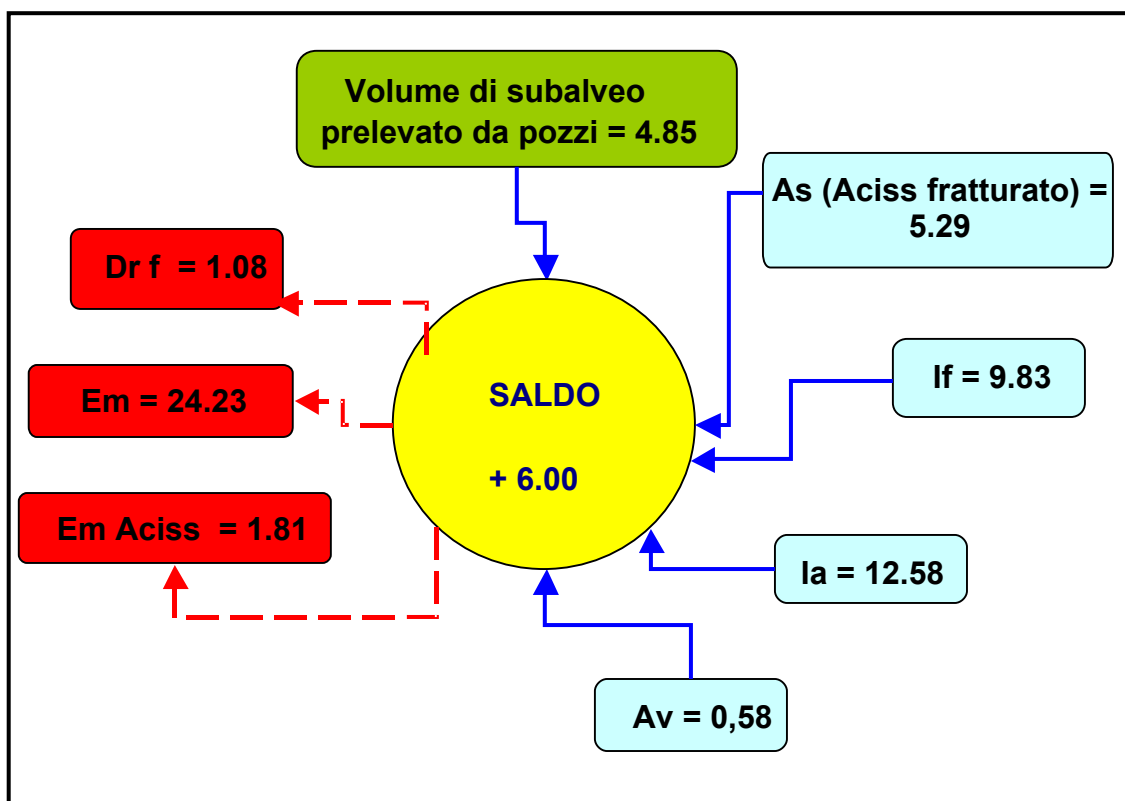 Volume di subalveo
prelevato da pozzi = 4.85
As (Aciss fratturato) =
5.29
Dr f = 1.08
If = 9.83
Em = 24.23
SALDO
+ 6.00
Em Aciss = 1.81
Ia = 12.58
Av = 0,58